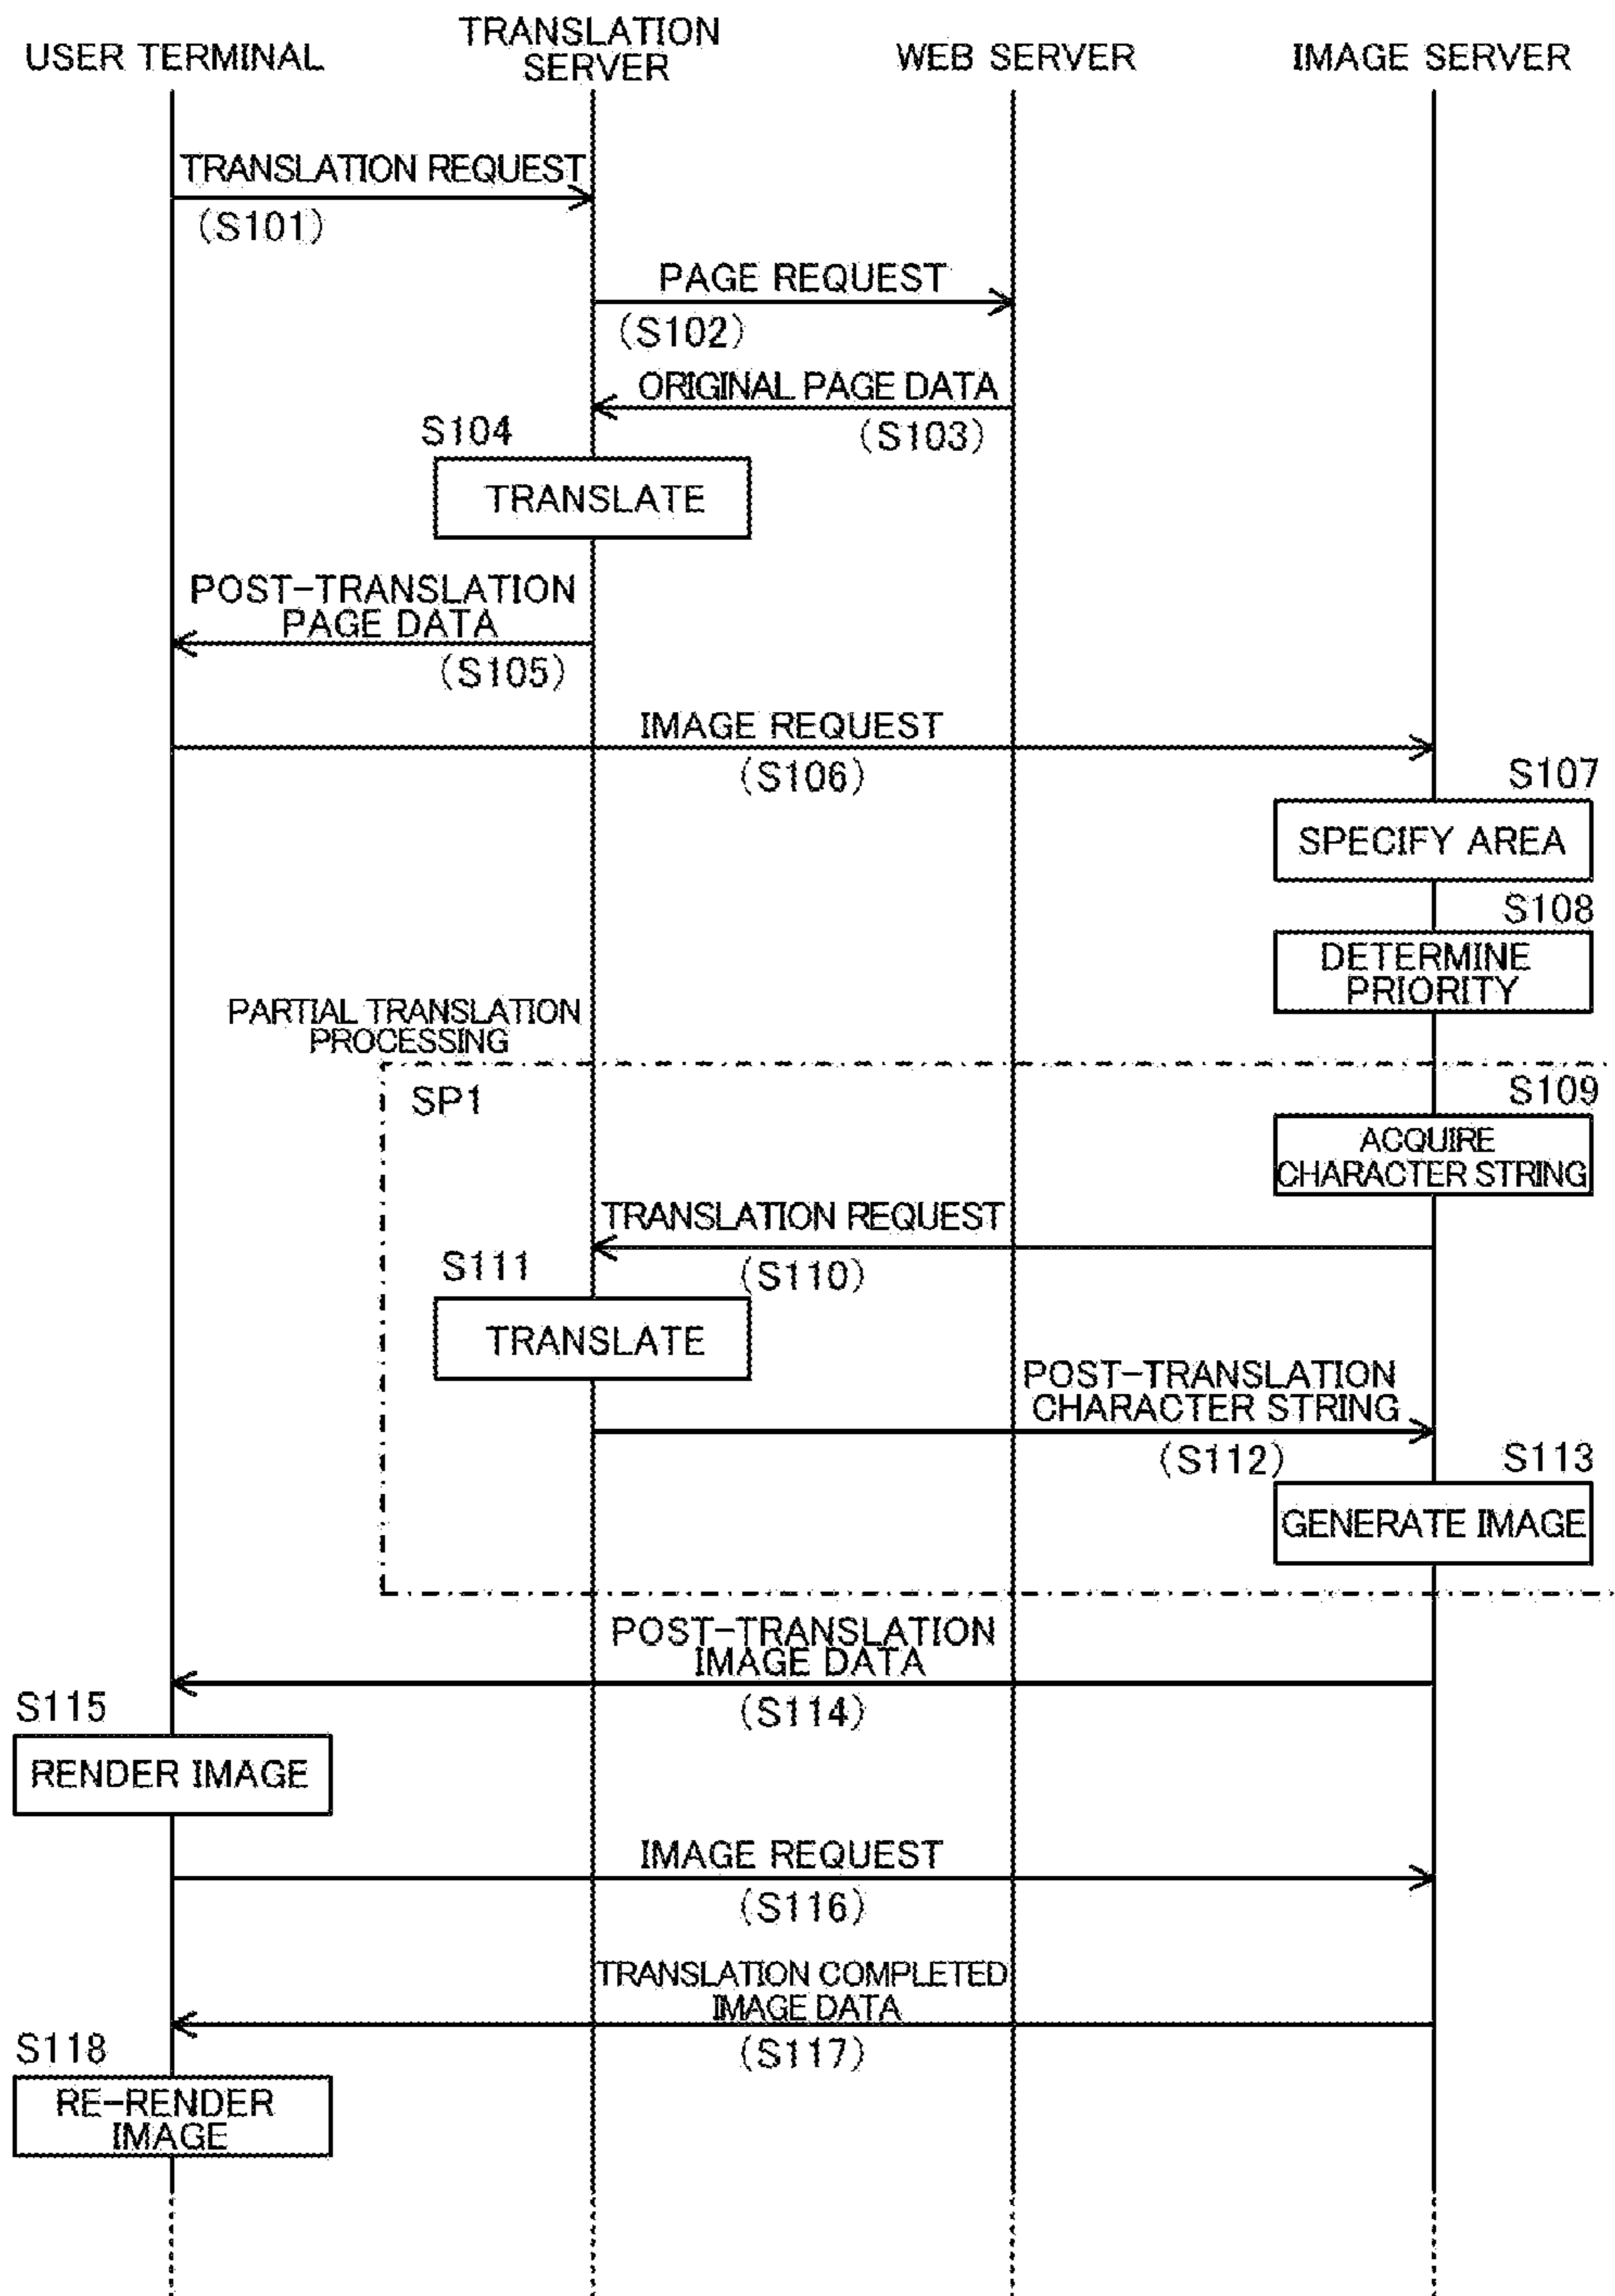 USER TERMINAL
TRANSLATION
SERVER
WEB SERVER
IMAGE SERVER
TRANSLATION REQUEST
(S101)
PAGE REQUEST
(S102)
ORIGINAL PAGE DATA
(S103)
S104
TRANSLATE
POST-TRANSLATION
PAGE DATA
(S105)
IMAGE REQUEST
(S106)
S107
SPECIFY AREA
S108
DETERMINE
PRIORITY
PARTIAL TRANSLATION
PROCESSING
SP1
S109
ACQUIRE
CHARACTER STRING
TRANSLATION REQUEST
(S110)
S111
TRANSLATE
POST-TRANSLATION
CHARACTER STRING
(S112)
S113
GENERATE IMAGE
POST-TRANSLATION
IMAGE DATA
(S114)
S115
RENDER IMAGE
IMAGE REQUEST
(S116)
TRANSLATION COMPLETED
IMAGE DATA
(S117)
S118
RE-RENDER
IMAGE